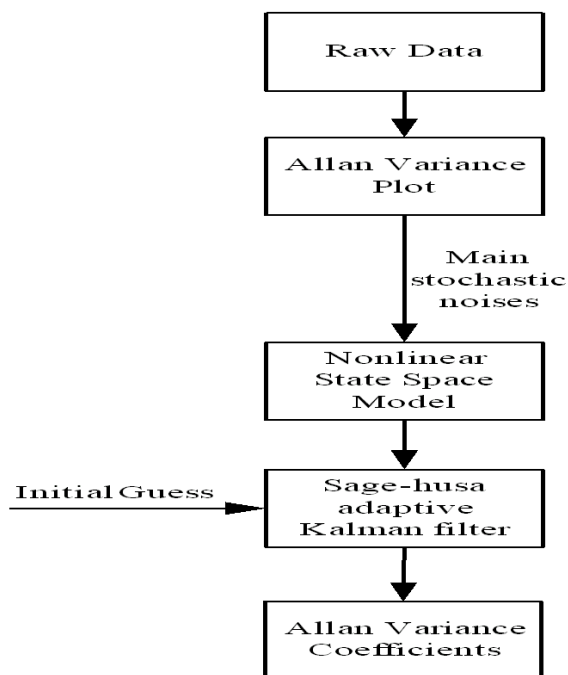 Raw Data
Allan Variance
Plot
Main
stochastic
noises
Nonlinear
State Space
Model
Initial Guess
Sage-husa
adaptive
Kalman filter
Allan Variance
Coefficients